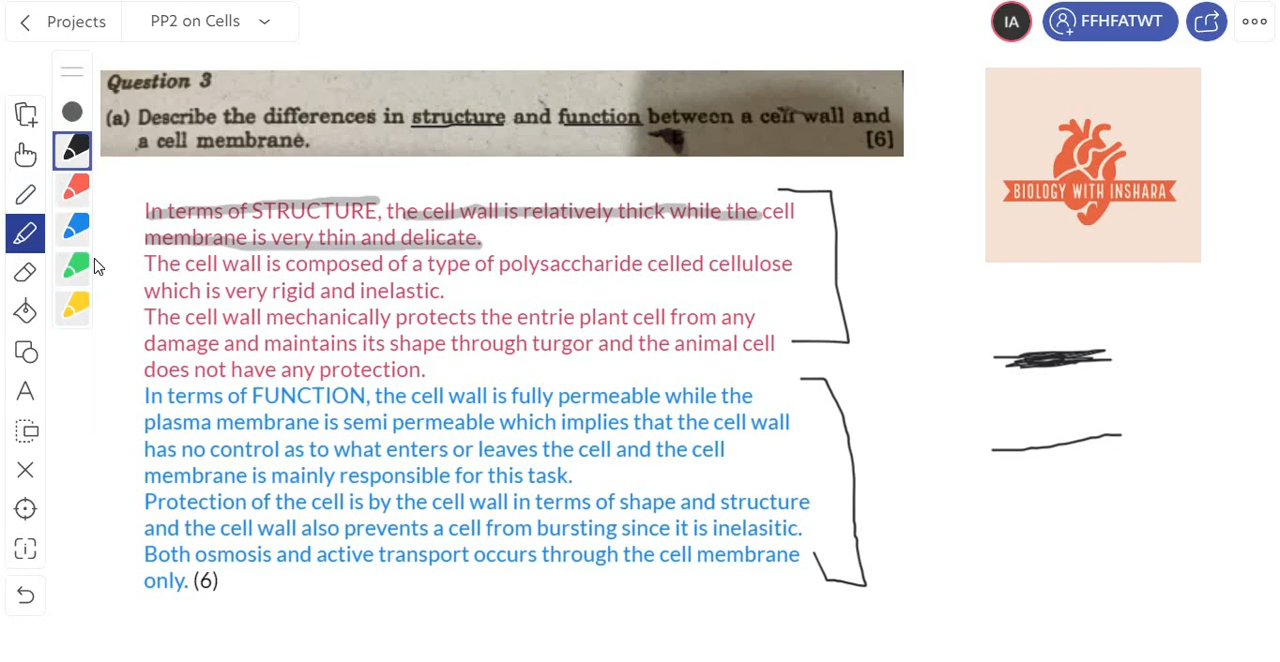 Projects
PP2 on Cells
IA
FFHFATWT
Question 3
(a) Describe the differences in structure and function between a cell wall and
a cell membrane. [6]
In terms of STRUCTURE, the cell wall is relatively thick while the cell
membrane is very thin and delicate.
The cell wall is composed of a type of polysaccharide celled cellulose
which is very rigid and inelastic.
The cell wall mechanically protects the entrie plant cell from any
damage and maintains its shape through turgor and the animal cell
does not have any protection.
In terms of FUNCTION, the cell wall is fully permeable while the
plasma membrane is semi permeable which implies that the cell wall
has no control as to what enters or leaves the cell and the cell
membrane is mainly responsible for this task.
Protection of the cell is by the cell wall in terms of shape and structure
and the cell wall also prevents a cell from bursting since it is inelasitic.
Both osmosis and active transport occurs through the cell membrane
only. (6)
BIOLOGY WITH INSHARA
A